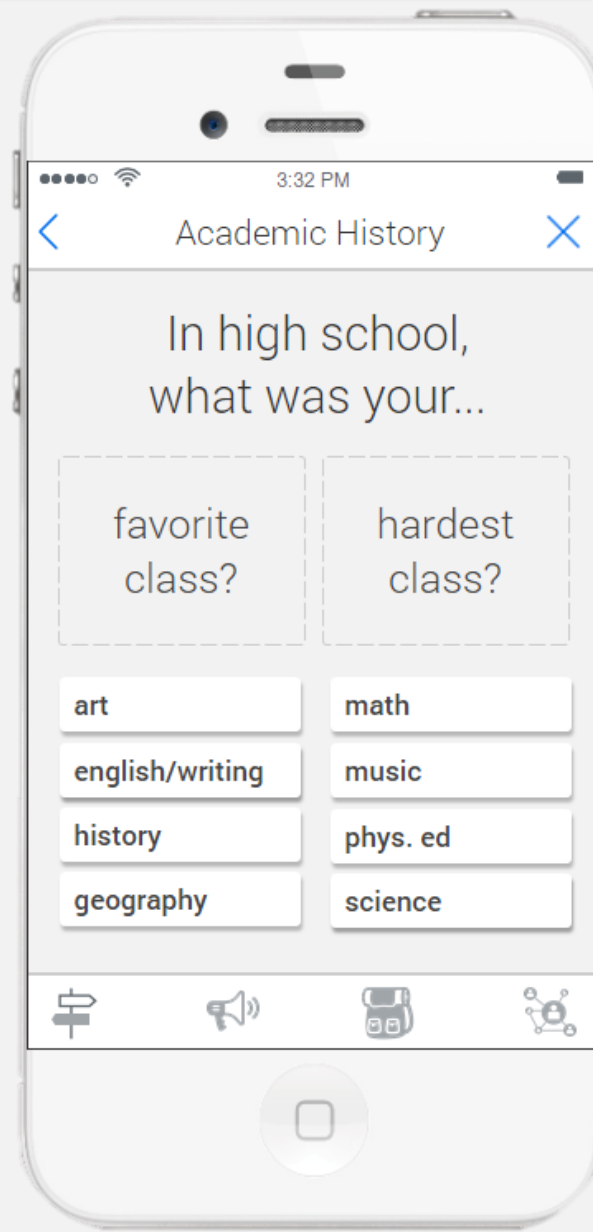 3:32 PM
Academic History
In high school,
what was your...
favorite
class?
hardest
class?
art
math
english/writing
music
history
phys. ed
geography
science